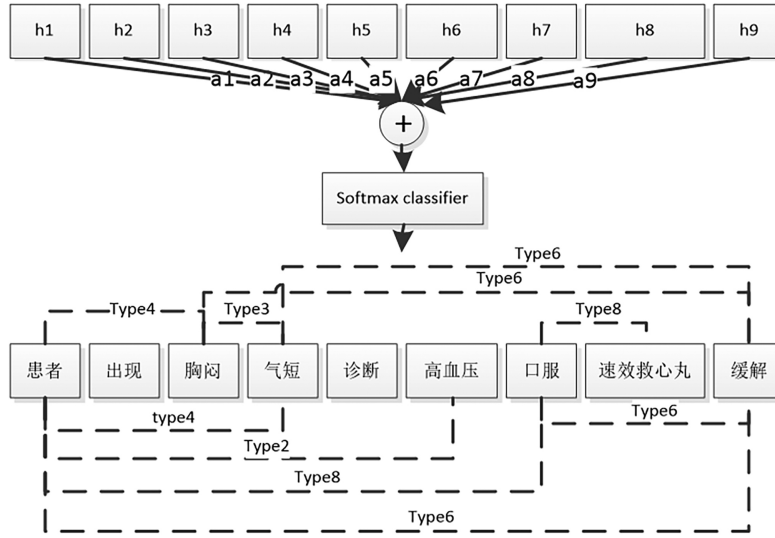 h1 h2 h3 h4 h5 h6 h7 h8 h9
a1 a2 a3 a4 a5 a6 a7 a8 a9
+
Softmax classifier
Type6
Type6
Type4 Type3 Type8
患者 出现 胸闷 气短 诊断 高血压 口服 速效救心丸 缓解
type4 Type6
Type2
Type8
Type6